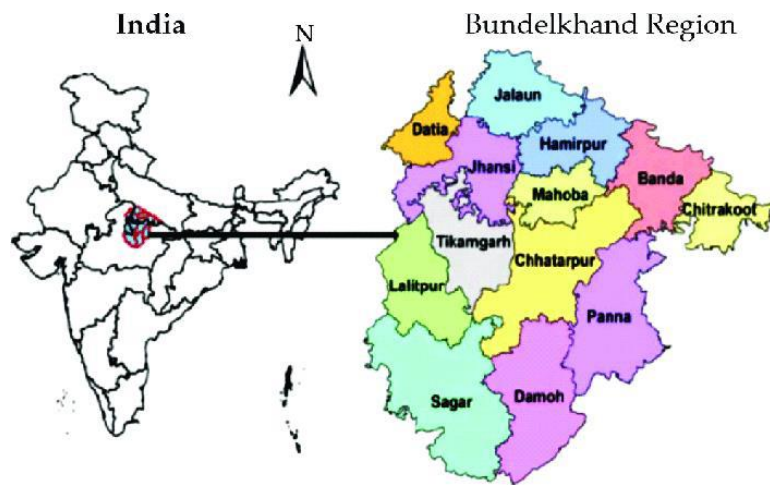 India
N
Bundelkhand Region
Jalaun
Datia
Hamirpur
Jhansi
Banda
Mahoba
Chitrakoot
Tikamgarh
Chhatarpur
Lalitpur
Panna
Sagar
Damoh